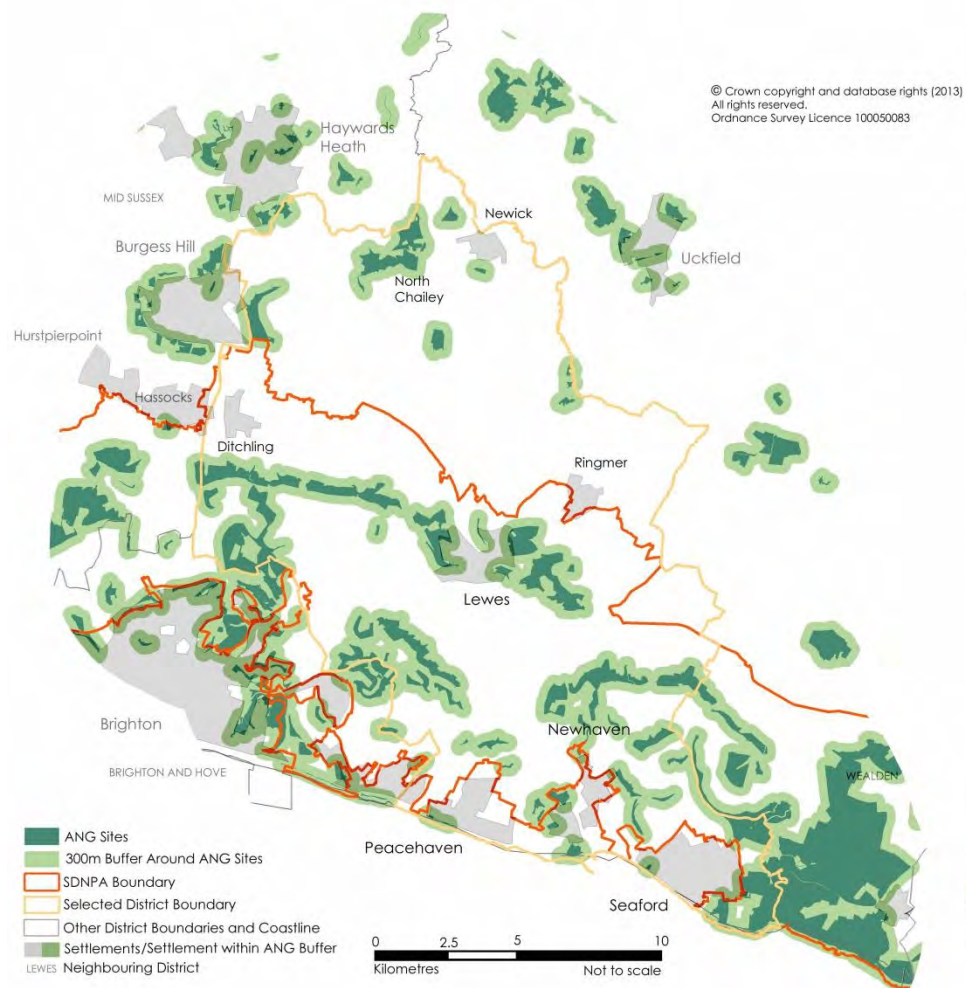 © Crown copyright and database rights (2013)
All rights reserved.
Ordnance Survey Licence 100050083
Haywards
Heath
MID SUSSEX
Newick
Burgess Hill
Uckfield
North
Chailey
Hurstpierpoint
Hassocks
Ditchling
Ringmer
Lewes
Newhaven
Brighton
BRIGHTON AND HOVE
WEALDEN
Peacehaven
Seaford
ANG Sites
300m Buffer Around ANG Sites
SDNPA Boundary
Selected District Boundary
Other District Boundaries and Coastline
Settlements/Settlement within ANG Buffer
LEWES Neighbouring District
0 2.5 5 10
Kilometres Not to scale